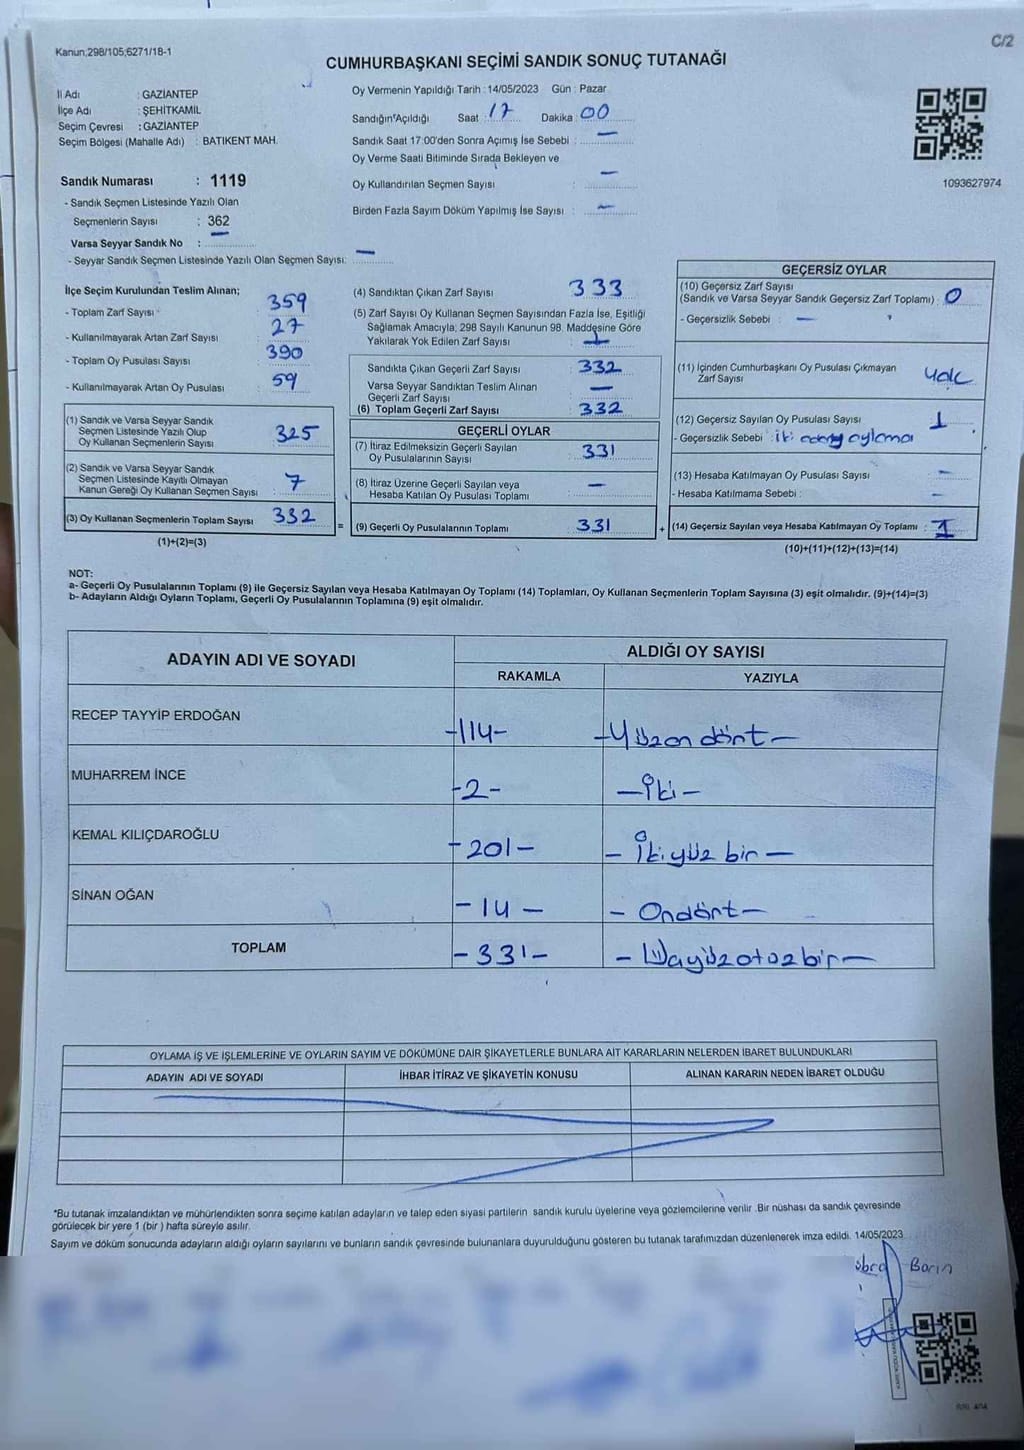 Kanun,298/105,6271/18-1
C/2
CUMHURBAŞKANI SEÇİMİ SANDIK SONUÇ TUTANAĞI
İl Adı : GAZİANTEP
İlçe Adı : ŞEHİTKAMİL
Seçim Çevresi : GAZİANTEP
Seçim Bölgesi (Mahalle Adı) : BATIKENT MAH.
Sandık Numarası : 1119
- Sandık Seçmen Listesinde Yazılı Olan
Seçmenlerin Sayısı : 362
Varsa Seyyar Sandık No : —
- Seyyar Sandık Seçmen Listesinde Yazılı Olan Seçmen Sayısı: —
Oy Vermenin Yapıldığı Tarih : 14/05/2023 Gün : Pazar
Sandığın Açıldığı Saat : 17 Dakika : 00
Sandık Saat 17:00'den Sonra Açımış İse Sebebi : —
Oy Verme Saati Bitiminde Sırada Bekleyen ve
Oy Kullandırılan Seçmen Sayısı : —
Birden Fazla Sayım Döküm Yapılmış İse Sayısı : —
1093627974
İlçe Seçim Kurulundan Teslim Alınan;
- Toplam Zarf Sayısı 359
- Kullanılmayarak Artan Zarf Sayısı 27
- Toplam Oy Pusulası Sayısı 390
- Kullanılmayarak Artan Oy Pusulası 59
(1) Sandık ve Varsa Seyyar Sandık
Seçmen Listesinde Yazılı Olup
Oy Kullanan Seçmenlerin Sayısı 325
(2) Sandık ve Varsa Seyyar Sandık
Seçmen Listesinde Kayıtlı Olmayan
Kanun Gereği Oy Kullanan Seçmen Sayısı 7
(3) Oy Kullanan Seçmenlerin Toplam Sayısı 332
(1)+(2)=(3)
=
(4) Sandıktan Çıkan Zarf Sayısı 333
(5) Zarf Sayısı Oy Kullanan Seçmen Sayısından Fazla İse, Eşitliği
Sağlamak Amacıyla; 298 Sayılı Kanunun 98. Maddesine Göre
Yakılarak Yok Edilen Zarf Sayısı : 1
Sandıkta Çıkan Geçerli Zarf Sayısı 332
Varsa Seyyar Sandıktan Teslim Alınan
Geçerli Zarf Sayısı —
(6) Toplam Geçerli Zarf Sayısı 332
GEÇERLİ OYLAR
(7) İtiraz Edilmeksizin Geçerli Sayılan
Oy Pusulalarının Sayısı 331
(8) İtiraz Üzerine Geçerli Sayılan veya
Hesaba Katılan Oy Pusulası Toplamı —
(9) Geçerli Oy Pusulalarının Toplamı 331
+
GEÇERSİZ OYLAR
(10) Geçersiz Zarf Sayısı
(Sandık ve Varsa Seyyar Sandık Geçersiz Zarf Toplamı) : 0
- Geçersizlik Sebebi : —
(11) İçinden Cumhurbaşkanı Oy Pusulası Çıkmayan
Zarf Sayısı yok
(12) Geçersiz Sayılan Oy Pusulası Sayısı 1
- Geçersizlik Sebebi : iki adaya oylama
(13) Hesaba Katılmayan Oy Pusulası Sayısı —
- Hesaba Katılmama Sebebi : —
(14) Geçersiz Sayılan veya Hesaba Katılmayan Oy Toplamı : 1
(10)+(11)+(12)+(13)=(14)
NOT:
a- Geçerli Oy Pusulalarının Toplamı (9) ile Geçersiz Sayılan veya Hesaba Katılmayan Oy Toplamı (14) Toplamları, Oy Kullanan Seçmenlerin Toplam Sayısına (3) eşit olmalıdır. (9)+(14)=(3)
b- Adayların Aldığı Oyların Toplamı, Geçerli Oy Pusulalarının Toplamına (9) eşit olmalıdır.
ADAYIN ADI VE SOYADI
ALDIĞI OY SAYISI
RAKAMLA YAZIYLA
RECEP TAYYİP ERDOĞAN -114- -Yüzon dört-
MUHARREM İNCE -2- -İki-
KEMAL KILIÇDAROĞLU -201- - İkiyüz bir -
SİNAN OĞAN -14- - Ondört-
TOPLAM -331- - Üçyüzotuzbir-
OYLAMA İŞ VE İŞLEMLERİNE VE OYLARIN SAYIM VE DÖKÜMÜNE DAİR ŞİKAYETLERLE BUNLARA AİT KARARLARIN NELERDEN İBARET BULUNDUKLARI
ADAYIN ADI VE SOYADI İHBAR İTİRAZ VE ŞİKAYETİN KONUSU ALINAN KARARIN NEDEN İBARET OLDUĞU
*Bu tutanak imzalandıktan ve mühürlendikten sonra seçime katılan adayların ve talep eden siyasi partilerin sandık kurulu üyelerine veya gözlemcilerine verilir .Bir nüshası da sandık çevresinde
görülecek bir yere 1 (bir ) hafta süreyle asılır.
Sayım ve döküm sonucunda adayların aldığı oyların sayılarını ve bunların sandık çevresinde bulunanlara duyurulduğunu gösteren bu tutanak tarafımızdan düzenlenerek imza edildi. 14/05/2023
Barın